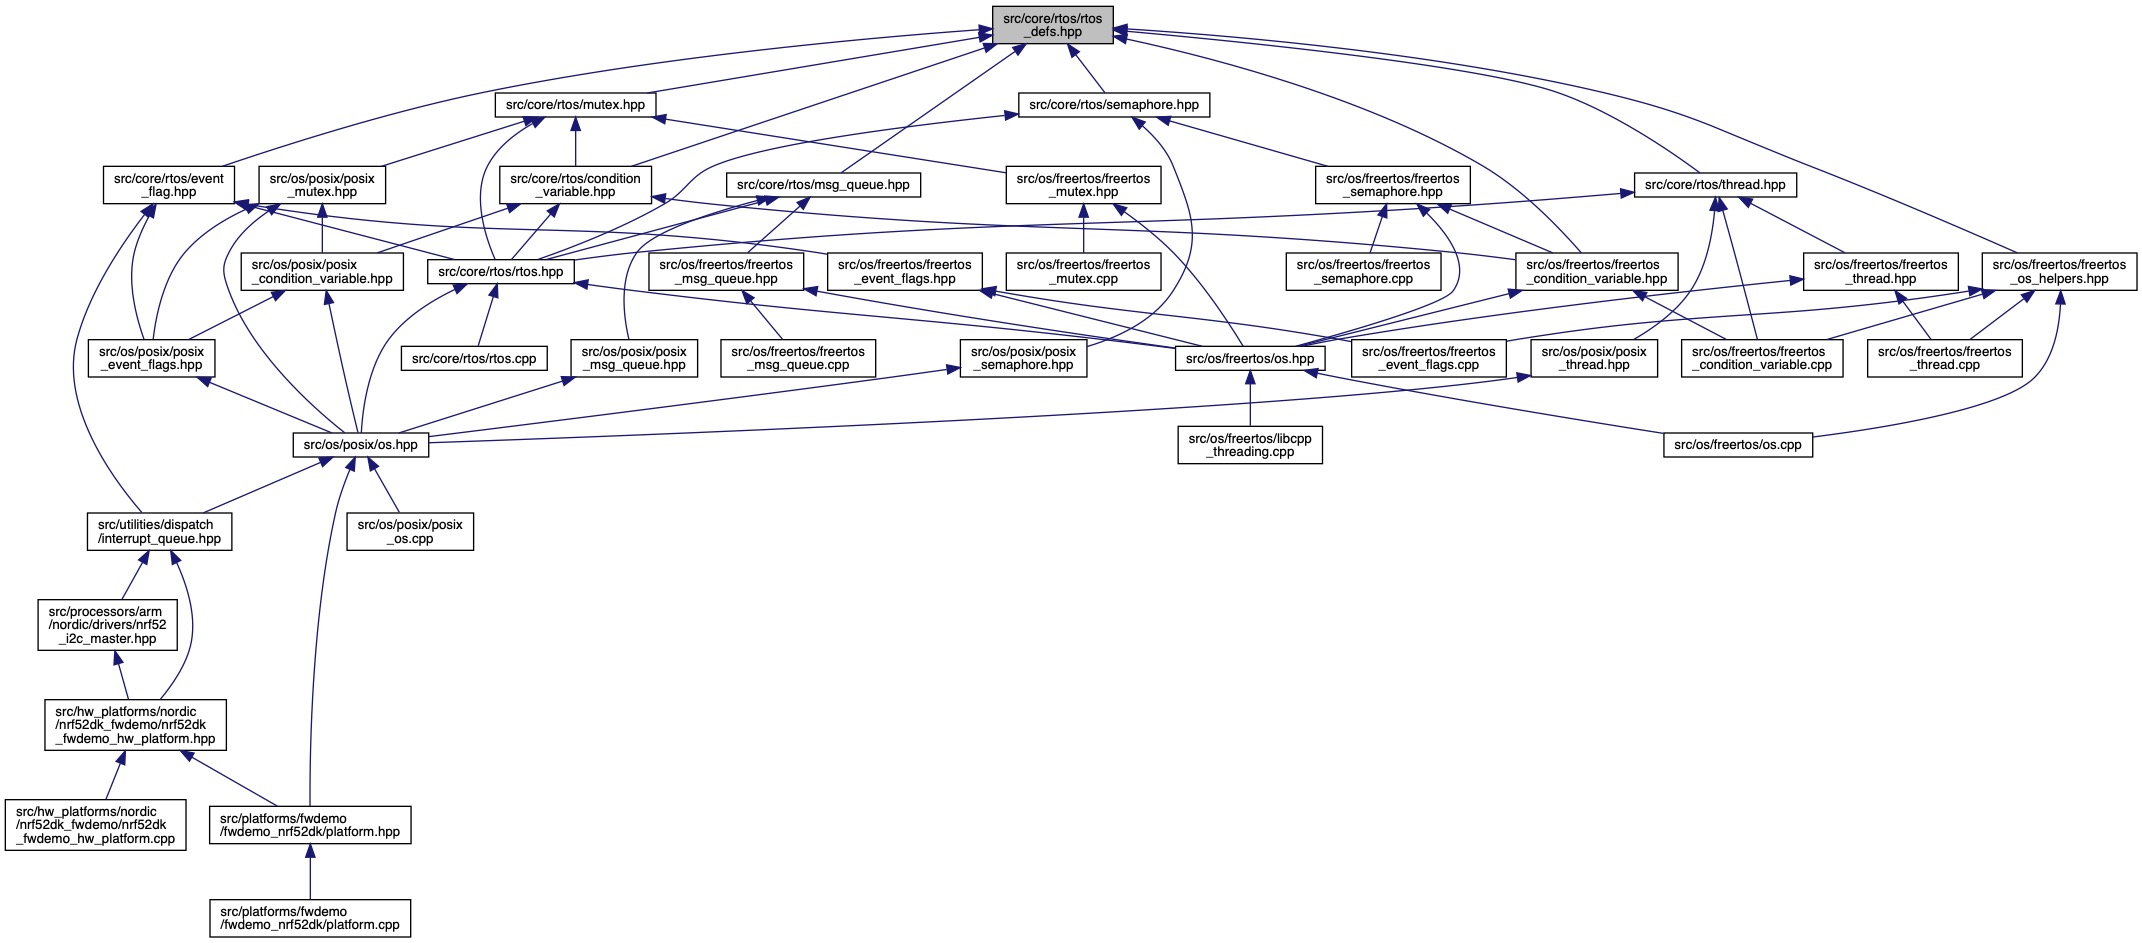 src/core/rtos/rtos
_defs.hpp
src/core/rtos/mutex.hpp
src/core/rtos/semaphore.hpp
src/core/rtos/event
_flag.hpp
src/os/posix/posix
_mutex.hpp
src/core/rtos/condition
_variable.hpp
src/core/rtos/msg_queue.hpp
src/os/freertos/freertos
_mutex.hpp
src/os/freertos/freertos
_semaphore.hpp
src/core/rtos/thread.hpp
src/os/posix/posix
_condition_variable.hpp
src/core/rtos/rtos.hpp
src/os/freertos/freertos
_msg_queue.hpp
src/os/freertos/freertos
_event_flags.hpp
src/os/freertos/freertos
_mutex.cpp
src/os/freertos/freertos
_semaphore.cpp
src/os/freertos/freertos
_condition_variable.hpp
src/os/freertos/freertos
_thread.hpp
src/os/freertos/freertos
_os_helpers.hpp
src/os/posix/posix
_event_flags.hpp
src/core/rtos/rtos.cpp
src/os/posix/posix
_msg_queue.hpp
src/os/freertos/freertos
_msg_queue.cpp
src/os/posix/posix
_semaphore.hpp
src/os/freertos/os.hpp
src/os/freertos/freertos
_event_flags.cpp
src/os/posix/posix
_thread.hpp
src/os/freertos/freertos
_condition_variable.cpp
src/os/freertos/freertos
_thread.cpp
src/os/posix/os.hpp
src/os/freertos/libcpp
_threading.cpp
src/os/freertos/os.cpp
src/utilities/dispatch
/interrupt_queue.hpp
src/os/posix/posix
_os.cpp
src/processors/arm
/nordic/drivers/nrf52
_i2c_master.hpp
src/hw_platforms/nordic
/nrf52dk_fwdemo/nrf52dk
_fwdemo_hw_platform.hpp
src/hw_platforms/nordic
/nrf52dk_fwdemo/nrf52dk
_fwdemo_hw_platform.cpp
src/platforms/fwdemo
/fwdemo_nrf52dk/platform.hpp
src/platforms/fwdemo
/fwdemo_nrf52dk/platform.cpp